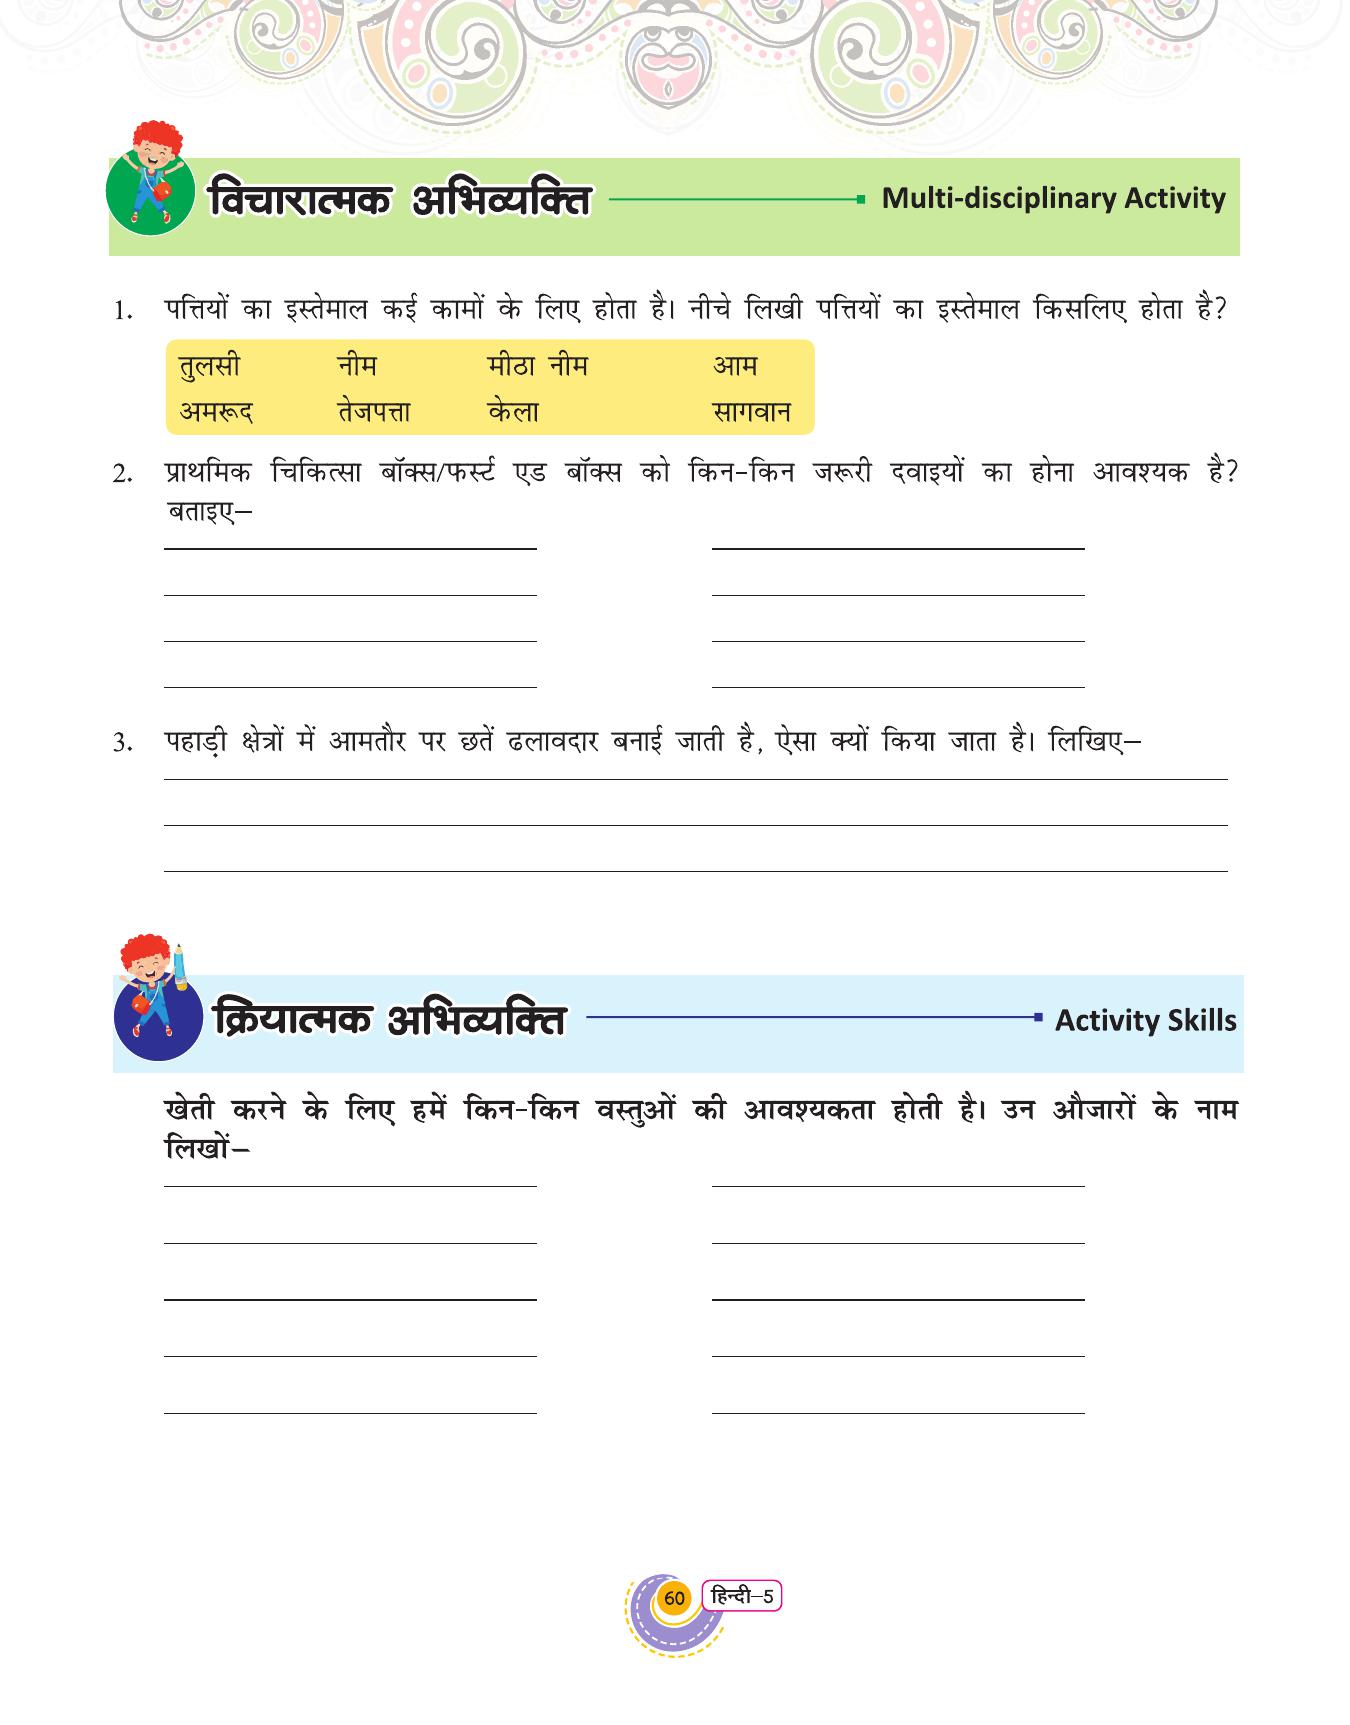 विचारात्मक अभिव्यक्ति Multi-disciplinary Activity
1. पत्तियों का इस्तेमाल कई कामों के लिए होता है। नीचे लिखी पत्तियों का इस्तेमाल किसलिए होता है?
तुलसी नीम मीठा नीम आम
अमरूद तेजपत्ता केला सागवान
2. प्राथमिक चिकित्सा बॉक्स/फर्स्ट एड बॉक्स को किन-किन जरूरी दवाइयों का होना आवश्यक है?
बताइए–
3. पहाड़ी क्षेत्रों में आमतौर पर छतें ढलावदार बनाई जाती है, ऐसा क्यों किया जाता है। लिखिए–
क्रियात्मक अभिव्यक्ति Activity Skills
खेती करने के लिए हमें किन-किन वस्तुओं की आवश्यकता होती है। उन औजारों के नाम
लिखों–
60 हिन्दी–5